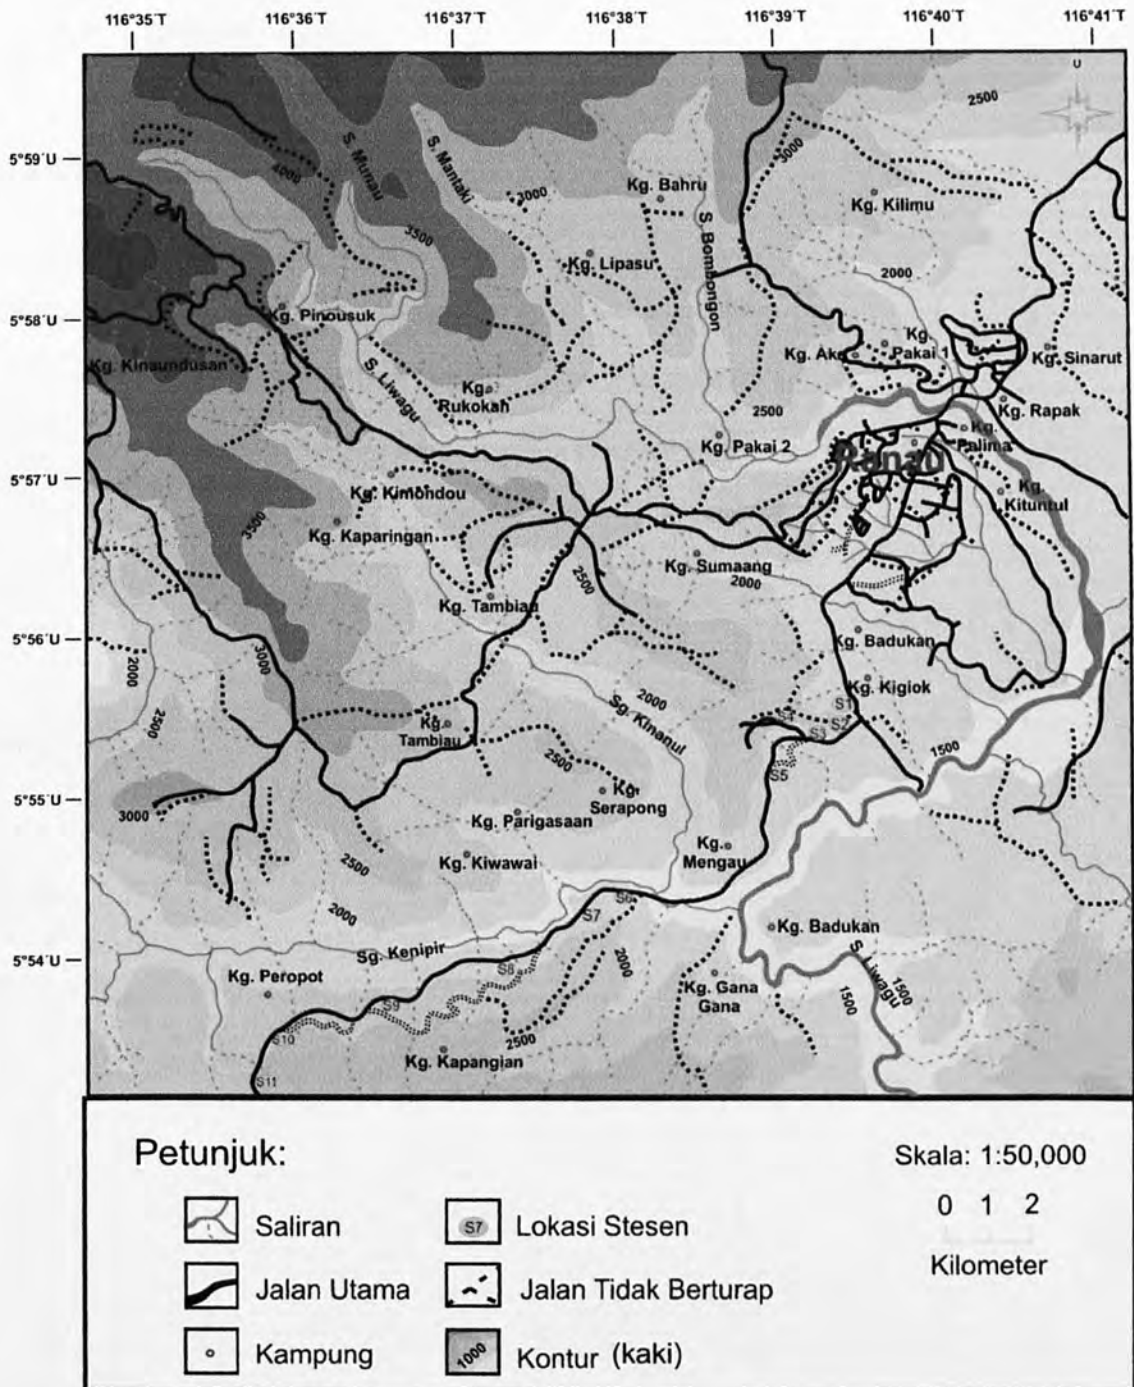 116°35´T 116°36´T 116°37´T 116°38´T 116°39´T 116°40´T 116°41´T
U
2500
5°59´U
S. Munau
S. Mantaki
4000
3000
3000
Kg. Bahru
Kg. Kilimu
3500
S. Bombongon
Kg. Lipasu
2000
5°58´U
Kg. Pinousuk
Kg. Pakai 1
Kg. Kinaundusan
Kg. Sinarut
S. Liwagu
Kg. Rukokah
2500
Kg. Rapak
Kg. Pakai 2
Kg. Palima
Ranau
5°57´U
Kg. Kimondou
Kg. Kituntul
3500
Kg. Kaparingan
Kg. Sumaang
2000
2500
Kg. Tambiau
5°56´U
Kg. Badukan
3000
2000
Kg. Kigiok
2000
2500
Sg. Kinanul
S1
S4
S2
S3
Kg. Tambiau
1500
2500
S5
5°55´U
Kg. Serapong
3000
Kg. Parigasaan
Kg. Mengau
Kg. Kiwawai
2500
S6
2000
S7
Kg. Badukan
Sg. Kenipir
5°54´U
2000
S. Liwagu
Kg. Peropot
S8
Kg. Gana Gana
1500
1500
S9
S10
2500
Kg. Kapangian
S11
Petunjuk:
Skala: 1:50,000
0 1 2
Kilometer
Saliran
S7 Lokasi Stesen
Jalan Utama
Jalan Tidak Berturap
Kampung
1000 Kontur (kaki)